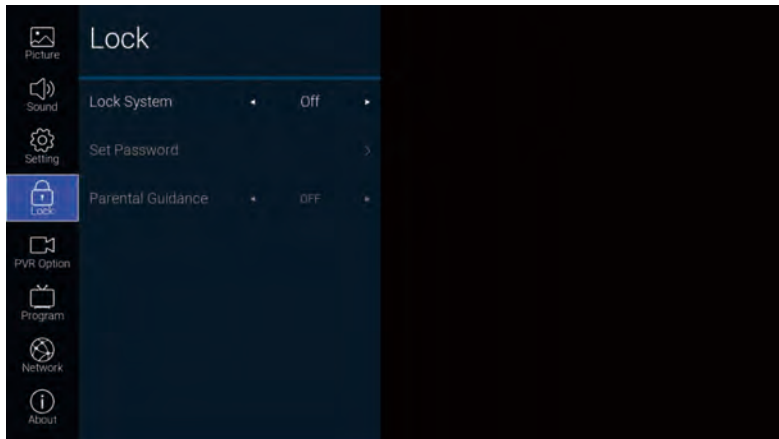 Picture
Sound
Setting
Lock
PVR Option
Program
Network
About
Lock
Lock System Off
Set Password
Parental Guidance OFF